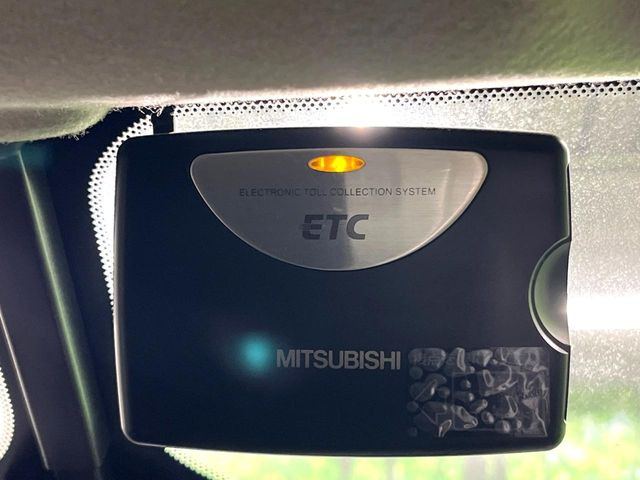 ELECTRONIC TOLL COLLECTION SYSTEM
ETC
MITSUBISHI